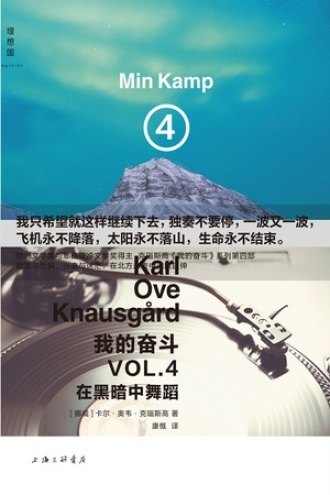 理想国
Min Kamp
4
我只希望就这样继续下去，独奏不要停，一波又一波，
飞机永不降落，太阳永不落山，生命永不结束。
Karl
Ove
Knausgård
我的奋斗
VOL.4
在黑暗中舞蹈
［挪威］卡尔·奥韦·克瑙斯高 著
康慨 译
上海三联书店